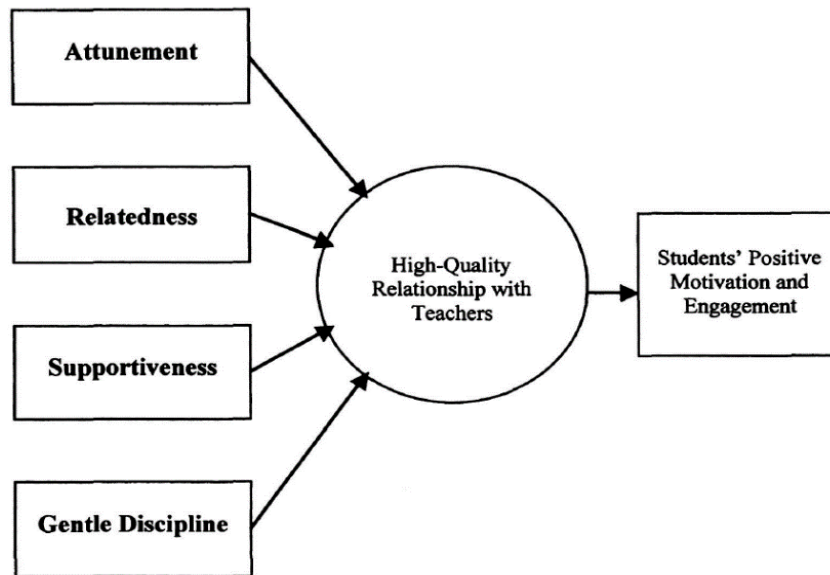 Attunement
Relatedness
Supportiveness
Gentle Discipline
High-Quality
Relationship with
Teachers
Students’ Positive
Motivation and
Engagement